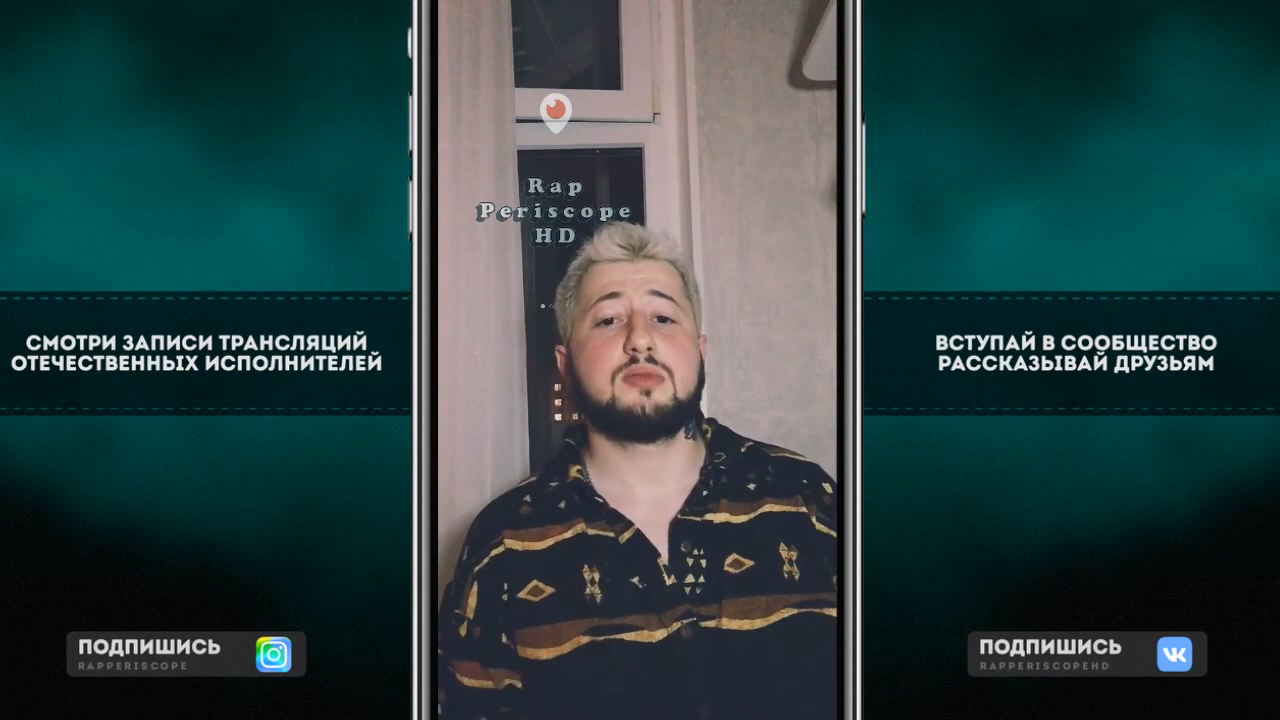 Rap
Periscope
HD
СМОТРИ ЗАПИСИ ТРАНСЛЯЦИЙ
ОТЕЧЕСТВЕННЫХ ИСПОЛНИТЕЛЕЙ
ВСТУПАЙ В СООБЩЕСТВО
РАССКАЗЫВАЙ ДРУЗЬЯМ
ПОДПИШИСЬ
RAPPERISCOPE
ПОДПИШИСЬ
RAPPERISCOPEHD